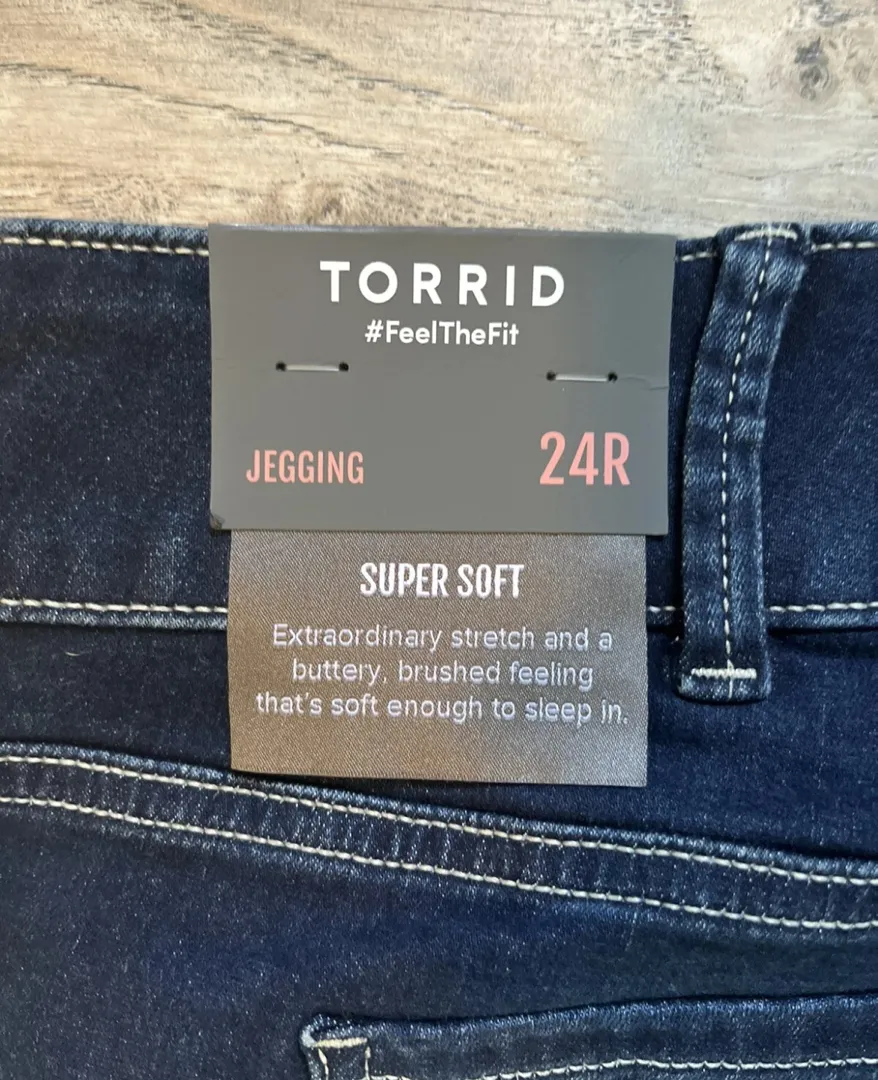 TORRID
#FeelTheFit
JEGGING 24R
SUPER SOFT
Extraordinary stretch and a
buttery, brushed feeling
that's soft enough to sleep in.